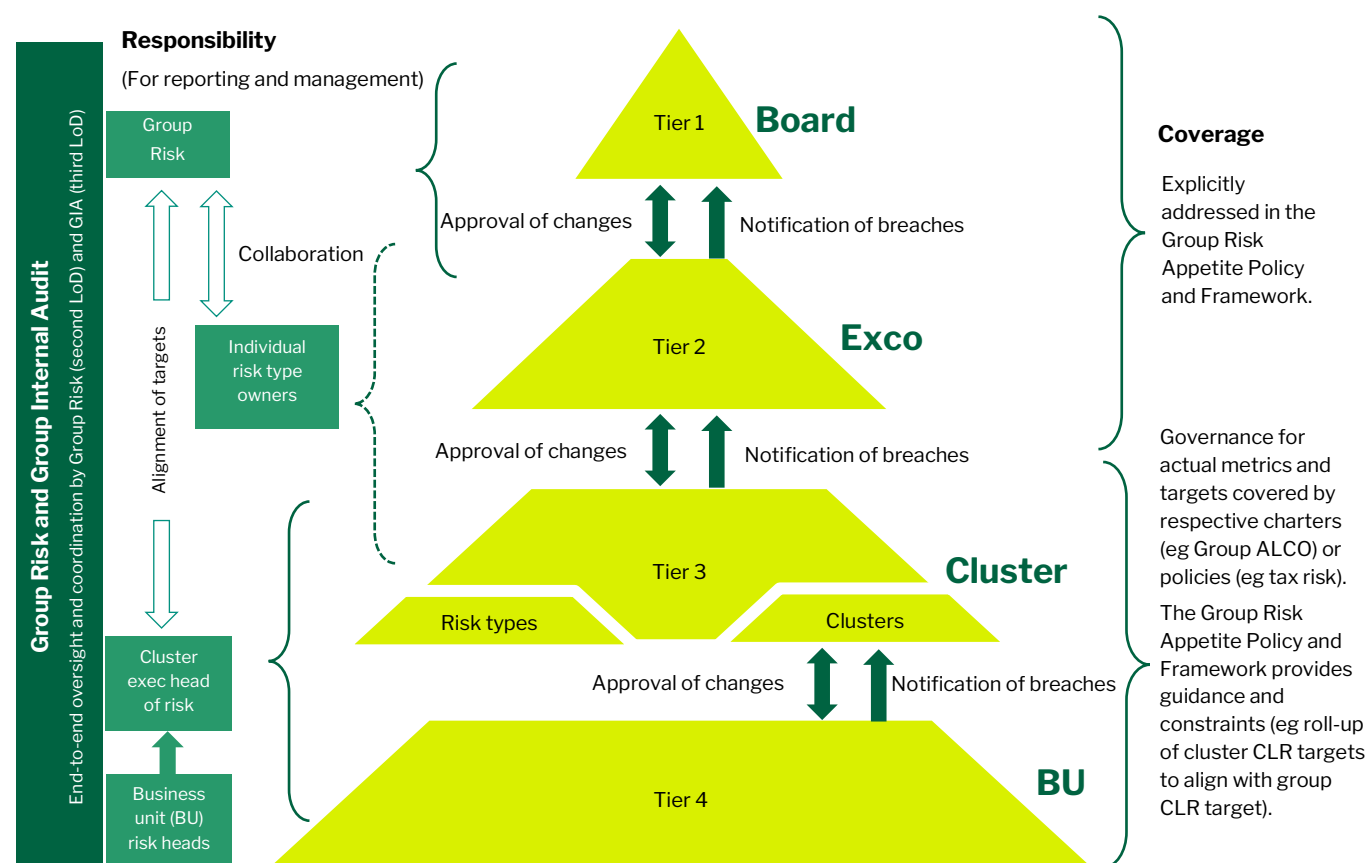 Group Risk and Group Internal Audit
End-to-end oversight and coordination by Group Risk (second LoD) and GIA (third LoD)
Responsibility
(For reporting and management)
Group
Risk
Collaboration
Alignment of targets
Individual
risk type
owners
Cluster
exec head
of risk
Business
unit (BU)
risk heads
Tier 1
Board
Approval of changes
Notification of breaches
Tier 2
Exco
Approval of changes
Notification of breaches
Tier 3
Cluster
Risk types
Clusters
Approval of changes
Notification of breaches
Tier 4
BU
Coverage
Explicitly
addressed in the
Group Risk
Appetite Policy
and Framework.
Governance for
actual metrics and
targets covered by
respective charters
(eg Group ALCO) or
policies (eg tax risk).
The Group Risk
Appetite Policy and
Framework provides
guidance and
constraints (eg roll-up
of cluster CLR targets
to align with group
CLR target).